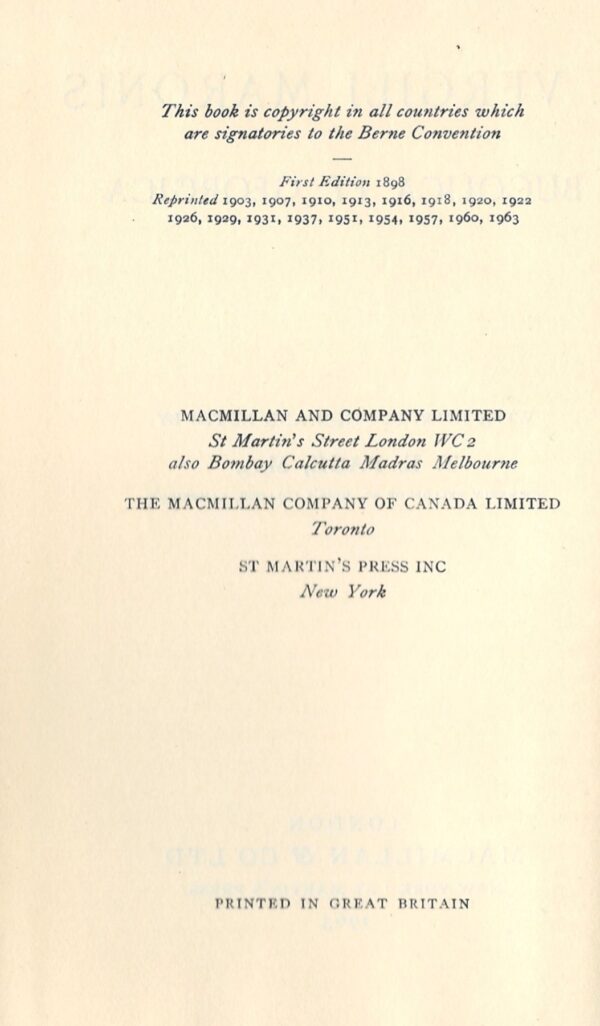 This book is copyright in all countries which
are signatories to the Berne Convention
First Edition 1898
Reprinted 1903, 1907, 1910, 1913, 1916, 1918, 1920, 1922
1926, 1929, 1931, 1937, 1951, 1954, 1957, 1960, 1963
MACMILLAN AND COMPANY LIMITED
St Martin's Street London WC 2
also Bombay Calcutta Madras Melbourne
THE MACMILLAN COMPANY OF CANADA LIMITED
Toronto
ST MARTIN'S PRESS INC
New York
PRINTED IN GREAT BRITAIN